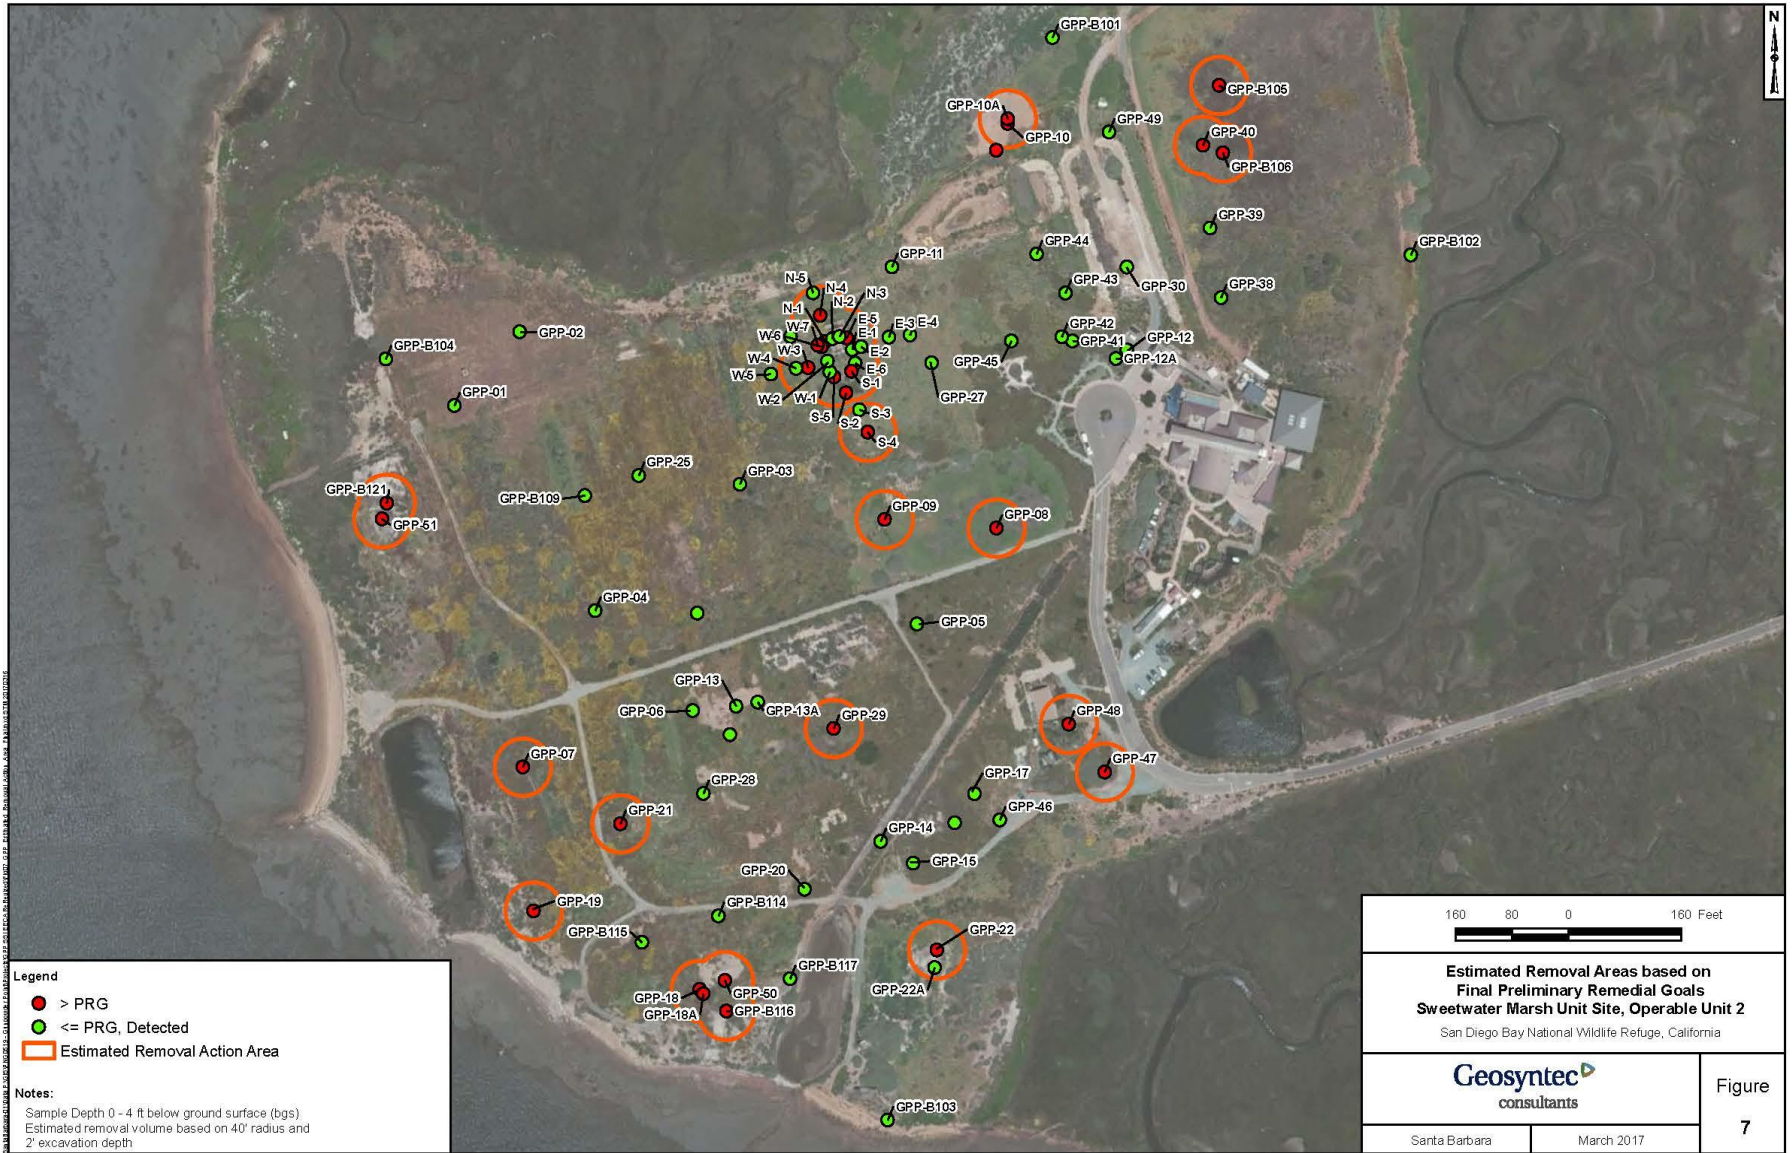 N
GPP-B101
GPP-B105
GPP-10A
GPP-10
GPP-49
GPP-40
GPP-B106
GPP-39
GPP-B102
GPP-44
GPP-11
GPP-43
GPP-30
GPP-38
N-5
N-4
N-3
N-2
N-1
E-5
E-3
E-4
W-7
E-1
W-6
GPP-42
GPP-12
GPP-02
GPP-B104
W-3
E-2
GPP-41
W-4
GPP-45
GPP-12A
W-5
E-6
S-1
GPP-01
W-2
W-1
GPP-27
S-5
S-2
S-3
S-4
GPP-25
GPP-03
GPP-B121
GPP-B109
GPP-51
GPP-09
GPP-08
GPP-04
GPP-05
GPP-13
GPP-06
GPP-13A
GPP-29
GPP-48
GPP-07
GPP-47
GPP-28
GPP-17
GPP-21
GPP-46
GPP-14
GPP-15
GPP-20
GPP-19
GPP-B114
GPP-B115
GPP-22
GPP-B117
GPP-22A
GPP-18
GPP-50
GPP-18A
GPP-B116
GPP-B103
Legend
> PRG
<= PRG, Detected
Estimated Removal Action Area
Notes:
Sample Depth 0 - 4 ft below ground surface (bgs)
Estimated removal volume based on 40' radius and
2' excavation depth
160 80 0 160 Feet
Estimated Removal Areas based on
Final Preliminary Remedial Goals
Sweetwater Marsh Unit Site, Operable Unit 2
San Diego Bay National Wildlife Refuge, California
Geosyntec
consultants
Figure
7
Santa Barbara
March 2017